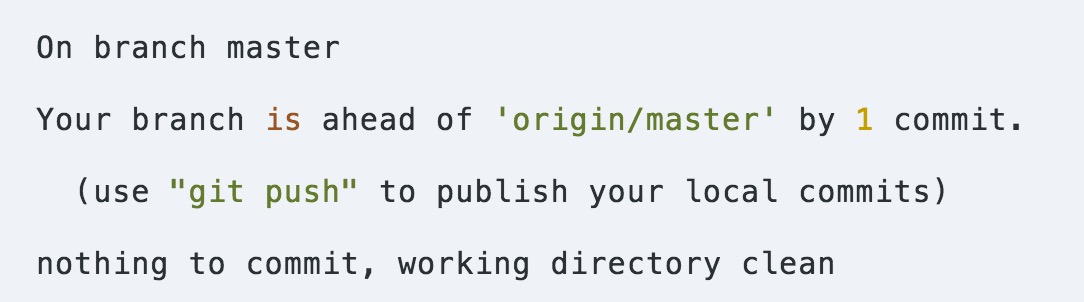 On branch master
Your branch is ahead of 'origin/master' by 1 commit.
(use "git push" to publish your local commits)
nothing to commit, working directory clean